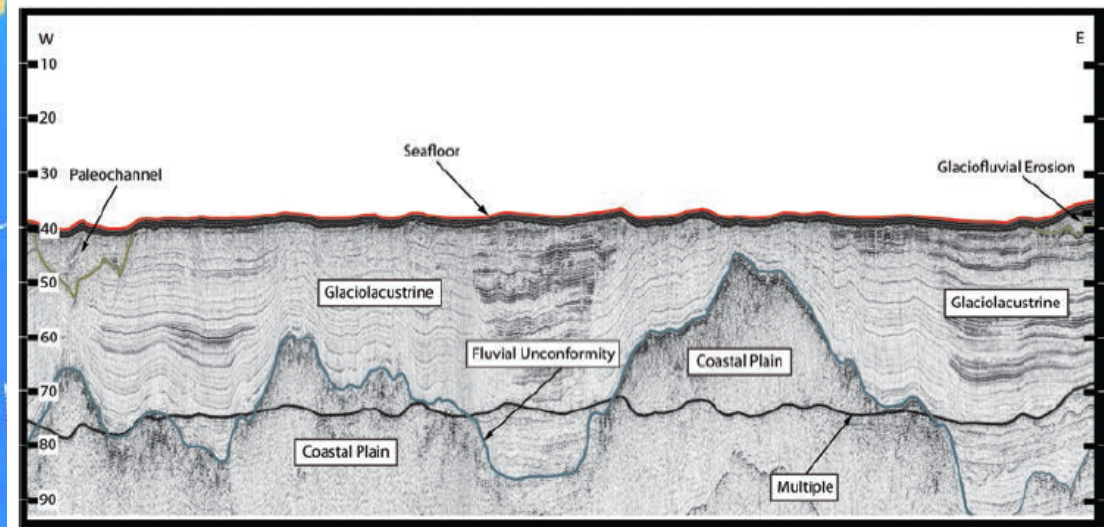 W
E
10
20
30
40
50
60
70
80
90
Seafloor
Paleochannel
Glaciofluvial Erosion
Glaciolacustrine
Glaciolacustrine
Fluvial Unconformity
Coastal Plain
Coastal Plain
Multiple